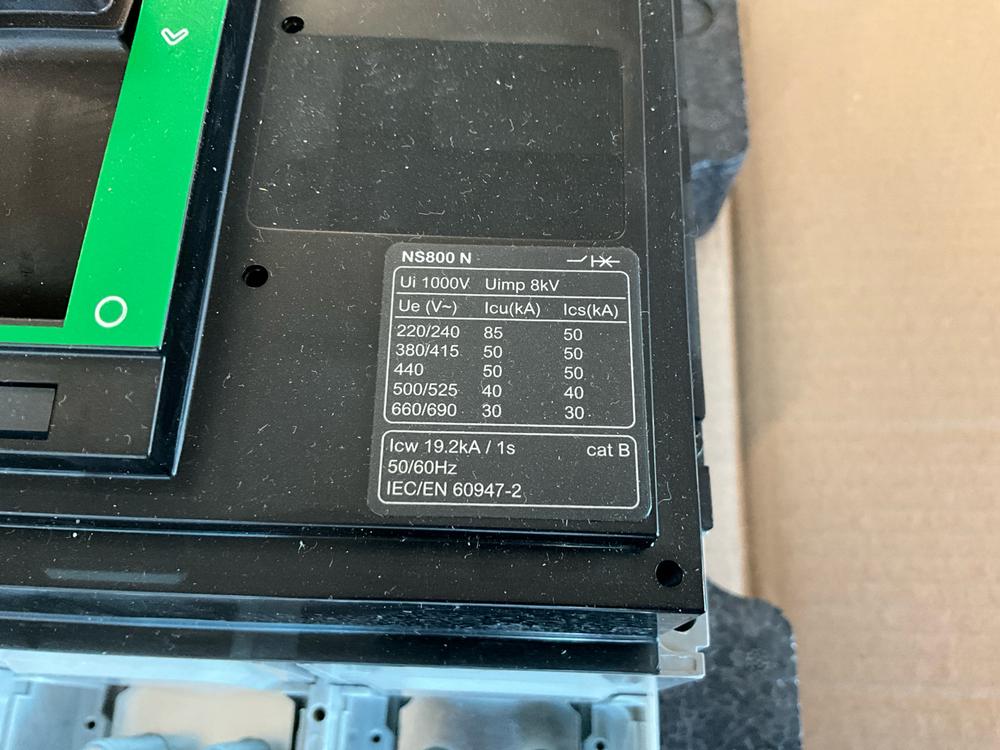 NS800 N
Ui 1000V Uimp 8kV
Ue (V~) Icu(kA) Ics(kA)
220/240 85 50
380/415 50 50
440 50 50
500/525 40 40
660/690 30 30
Icw 19.2kA / 1s cat B
50/60Hz
IEC/EN 60947-2